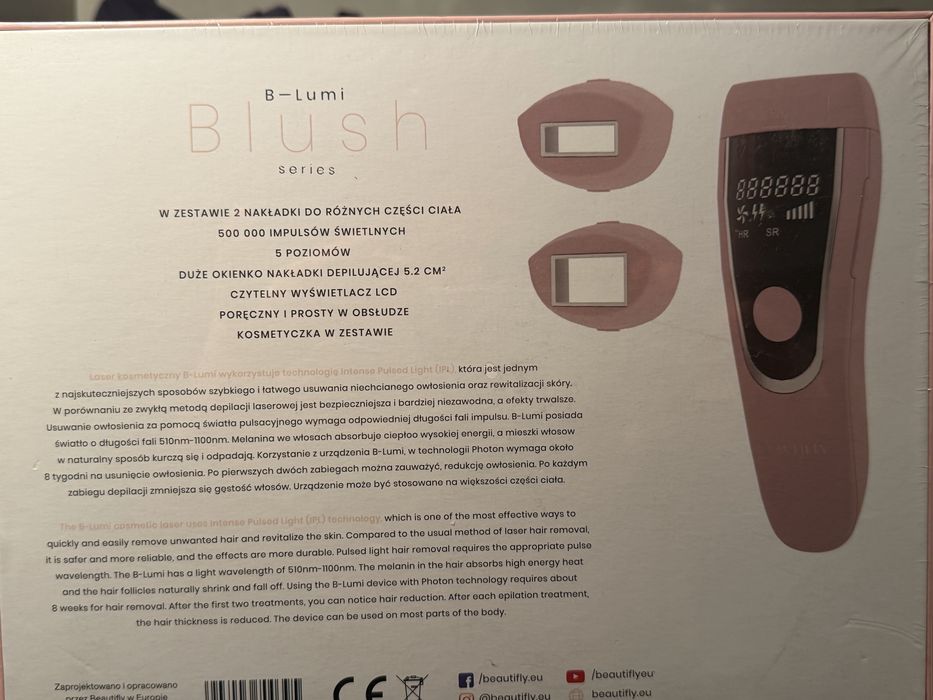 B-Lumi
Blush
series
W ZESTAWIE 2 NAKŁADKI DO RÓŻNYCH CZĘŚCI CIAŁA
500 000 IMPULSÓW ŚWIETLNYCH
5 POZIOMÓW
DUŻE OKIENKO NAKŁADKI DEPILUJĄCEJ 5.2 CM²
CZYTELNY WYŚWIETLACZ LCD
PORĘCZNY I PROSTY W OBSŁUDZE
KOSMETYCZKA W ZESTAWIE
888888
HR SR
Laser kosmetyczny B-Lumi wykorzystuje technologię Intense Pulsed Light (IPL), która jest jednym
z najskuteczniejszych sposobów szybkiego i łatwego usuwania niechcianego owłosienia oraz rewitalizacji skóry.
W porównaniu ze zwykłą metodą depilacji laserowej jest bezpieczniejsza i bardziej niezawodna, a efekty trwalsze.
Usuwanie owłosienia za pomocą światła pulsacyjnego wymaga odpowiedniej długości fali impulsu. B-Lumi posiada
światło o długości fali 510nm-1100nm. Melanina we włosach absorbuje ciepłoo wysokiej energii, a mieszki włosow
w naturalny sposób kurczą się i odpadają. Korzystanie z urządzenia B-Lumi, w technologii Photon wymaga około
8 tygodni na usunięcie owłosienia. Po pierwszych dwóch zabiegach można zauważyć, redukcję owłosienia. Po każdym
zabiegu depilacji zmniejsza się gęstość włosów. Urządzenie może być stosowane na większości części ciała.
The B-Lumi cosmetic laser uses Intense Pulsed Light (IPL) technology, which is one of the most effective ways to
quickly and easily remove unwanted hair and revitalize the skin. Compared to the usual method of laser hair removal,
it is safer and more reliable, and the effects are more durable. Pulsed light hair removal requires the appropriate pulse
wavelength. The B-Lumi has a light wavelength of 510nm-1100nm. The melanin in the hair absorbs high energy heat
and the hair follicles naturally shrink and fall off. Using the B-Lumi device with Photon technology requires about
8 weeks for hair removal. After the first two treatments, you can notice hair reduction. After each epilation treatment,
the hair thickness is reduced. The device can be used on most parts of the body.
Zaprojektowano i opracowano
przez Beautifly w Europie
CE
/beautifly.eu
@beautifly.eu
/beautiflyeu
beautifly.eu